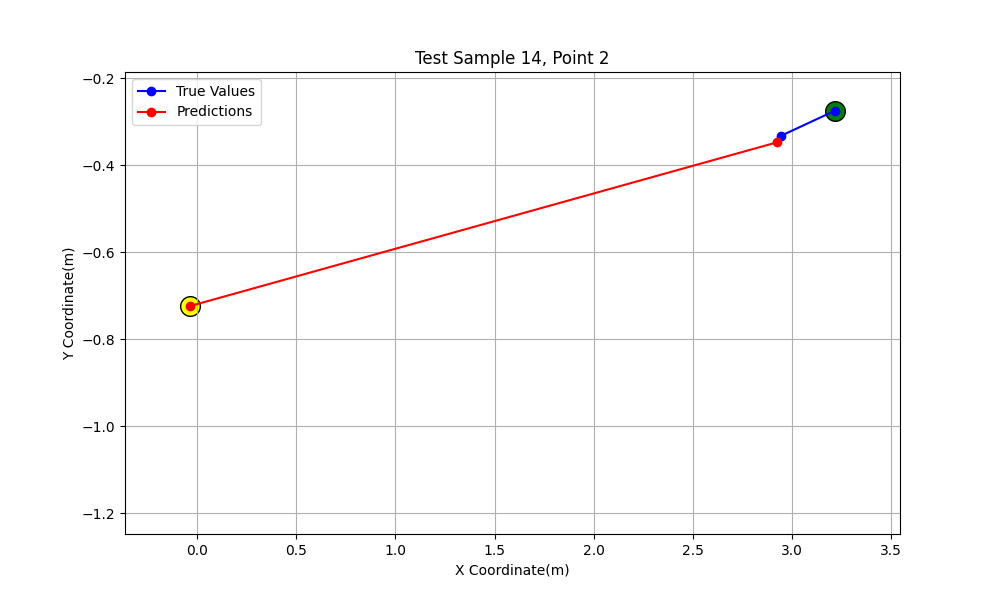 Test Sample 14, Point 2
True Values
Predictions
Y Coordinate(m)
−0.2
−0.4
−0.6
−0.8
−1.0
−1.2
0.0 0.5 1.0 1.5 2.0 2.5 3.0 3.5
X Coordinate(m)